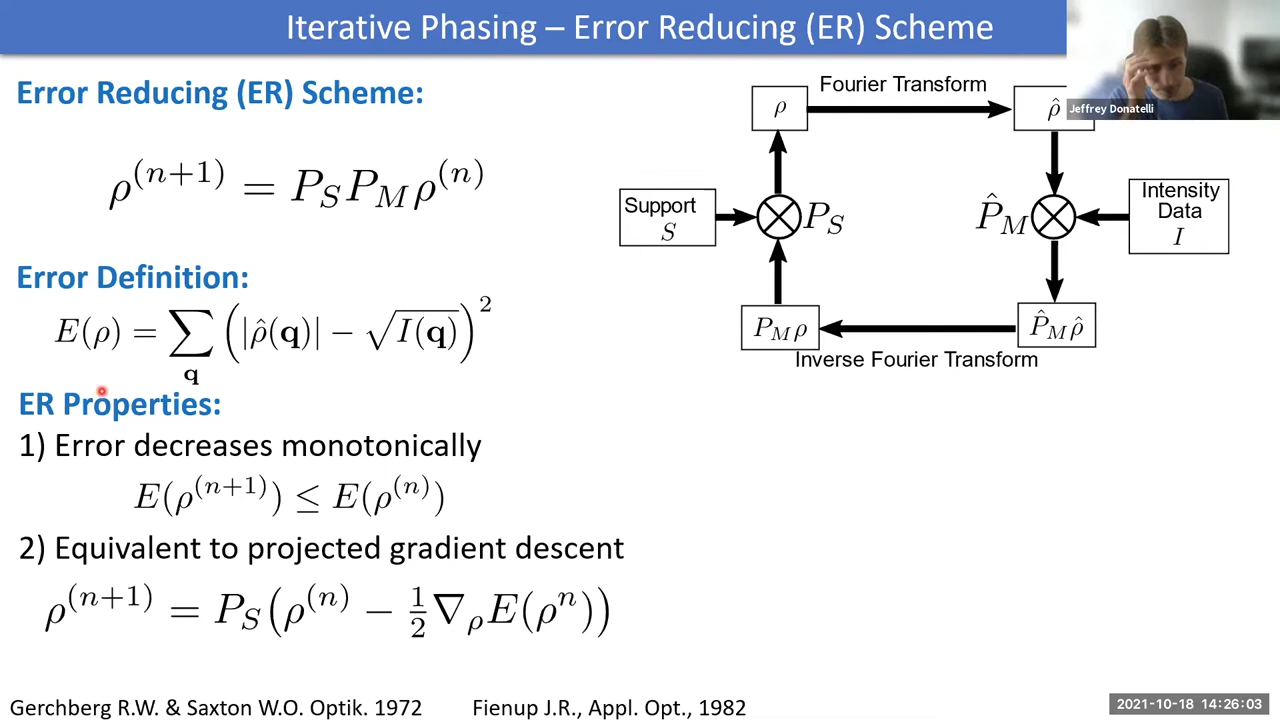 Iterative Phasing – Error Reducing (ER) Scheme
Error Reducing (ER) Scheme:
ρ^(n+1) = P_S P_M ρ^(n)
Error Definition:
E(ρ) = ∑_q (|ρ̂(q)| − √I(q))^2
ER Properties:
1) Error decreases monotonically
E(ρ^(n+1)) ≤ E(ρ^(n))
2) Equivalent to projected gradient descent
ρ^(n+1) = P_S(ρ^(n) − 1/2 ∇_ρ E(ρ^n))
Fourier Transform
ρ
ρ̂
Jeffrey Donatelli
Support
S
P_S
P̂_M
Intensity
Data
I
P_M ρ
P̂_M ρ̂
Inverse Fourier Transform
Gerchberg R.W. & Saxton W.O. Optik. 1972
Fienup J.R., Appl. Opt., 1982
2021-10-18 14:26:03